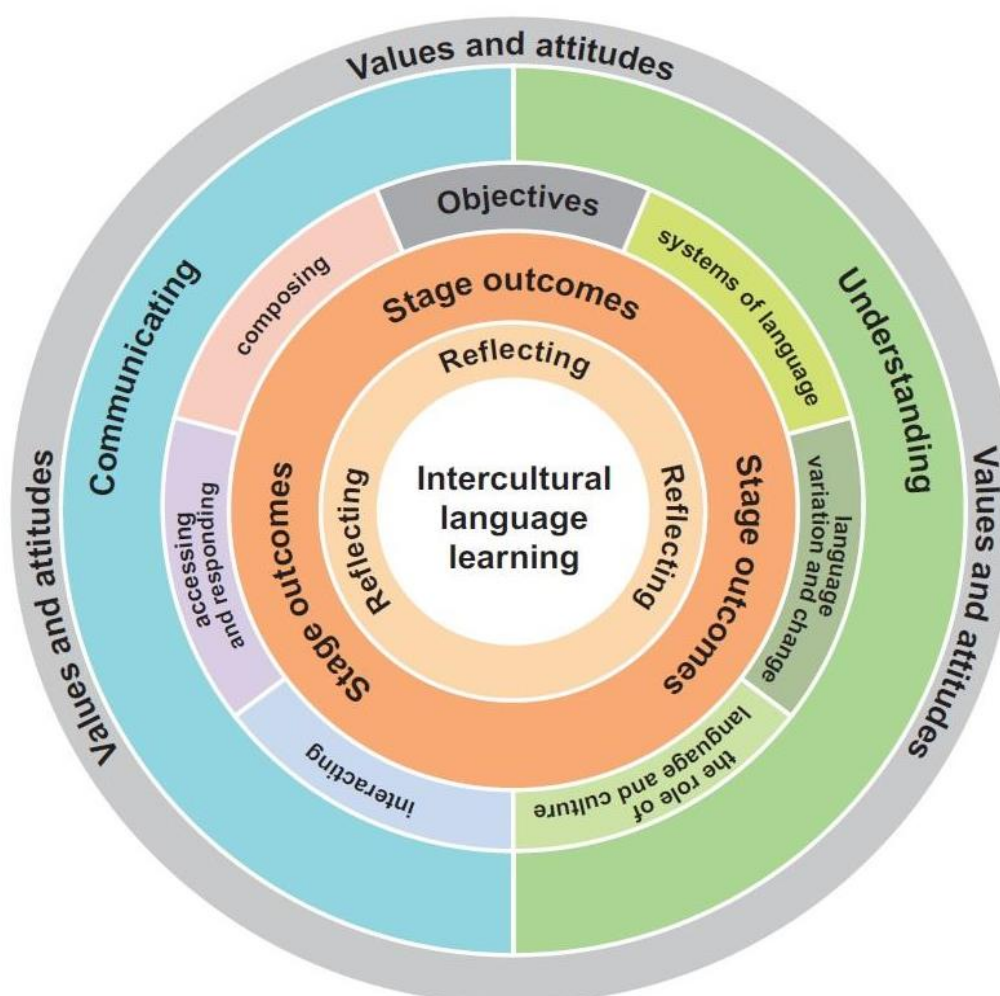 Values and attitudes
Values and attitudes
Values and attitudes
Communicating
Understanding
Objectives
composing
systems of language
accessing
and responding
language
variation and change
interacting
the role of
language and culture
Stage outcomes
Stage outcomes
Stage outcomes
Reflecting
Reflecting
Reflecting
Intercultural
language
learning